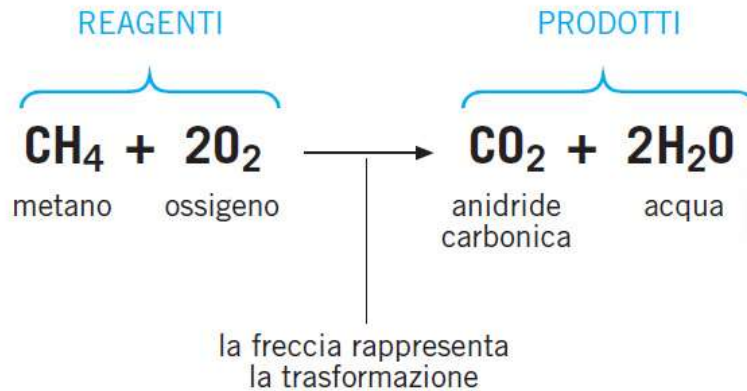 REAGENTI PRODOTTI
CH₄ + 2O₂ → CO₂ + 2H₂O
metano ossigeno anidride carbonica acqua
la freccia rappresenta
la trasformazione